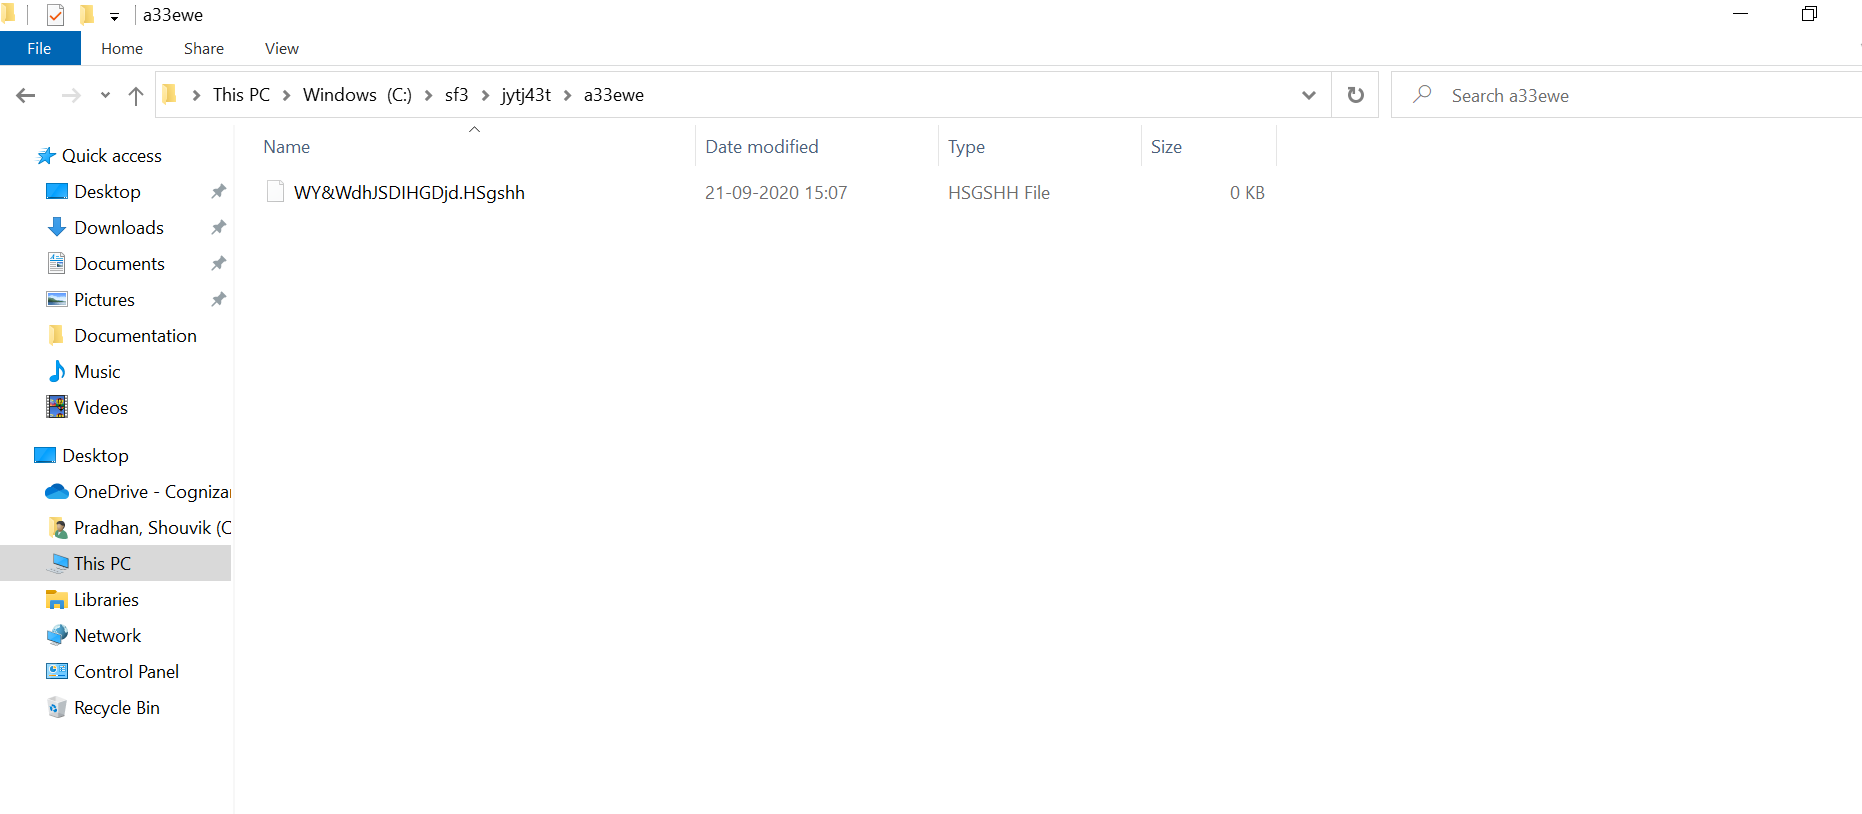 a33ewe
File Home Share View
This PC Windows (C:) sf3 jytj43t a33ewe
Search a33ewe
Name Date modified Type Size
WY&WdhJSDIHGDjd.HSgshh 21-09-2020 15:07 HSGSHH File 0 KB
Quick access
Desktop
Downloads
Documents
Pictures
Documentation
Music
Videos
Desktop
OneDrive - Cognizan
Pradhan, Shouvik (C
This PC
Libraries
Network
Control Panel
Recycle Bin